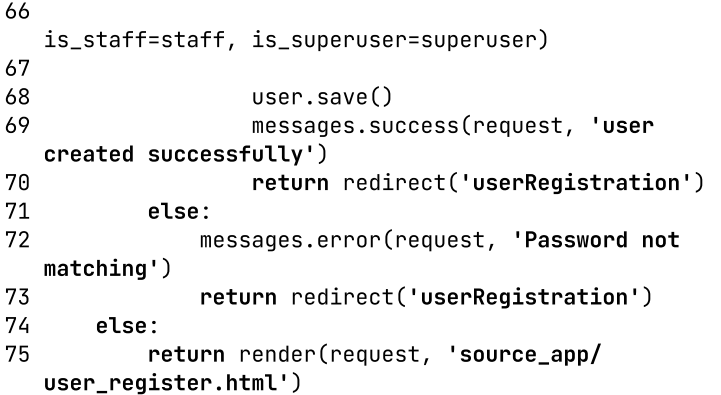 66
is_staff=staff, is_superuser=superuser)
67
68                 user.save()
69                 messages.success(request, 'user
created successfully')
70                 return redirect('userRegistration')
71         else:
72             messages.error(request, 'Password not
matching')
73             return redirect('userRegistration')
74     else:
75         return render(request, 'source_app/
user_register.html')